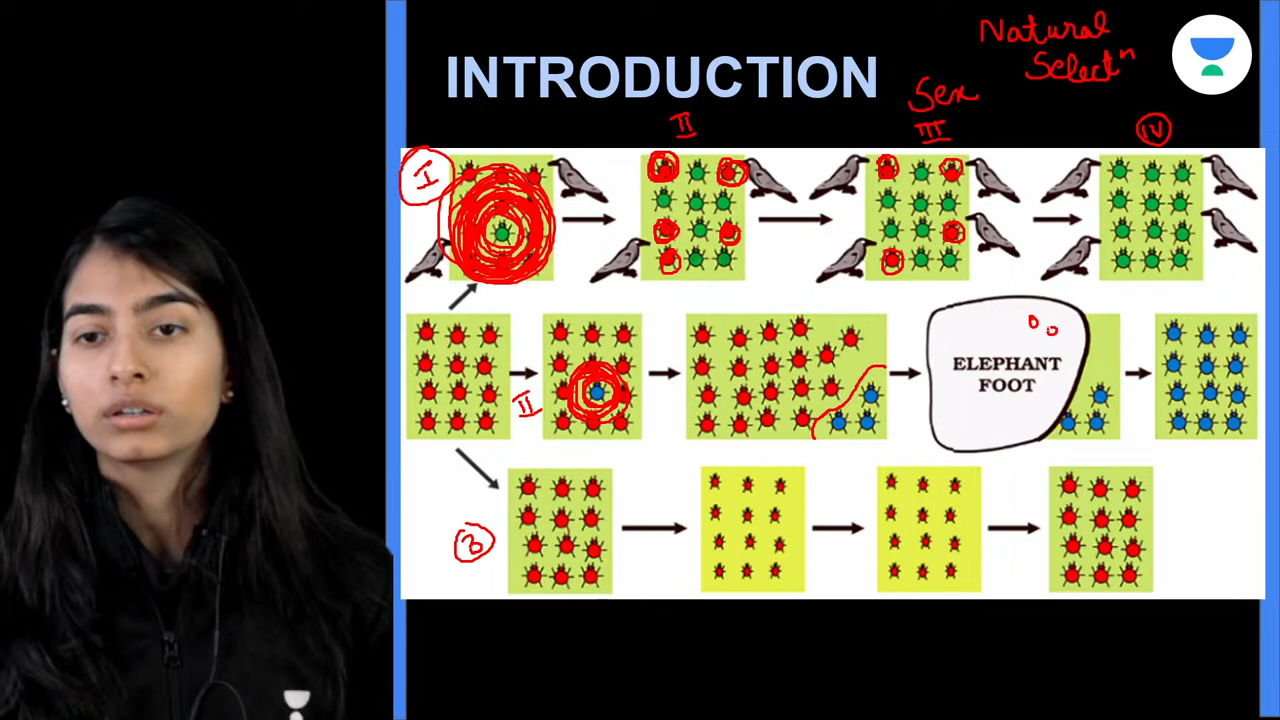 Natural
Selectⁿ
INTRODUCTION
Sex
II
III
IV
I
ELEPHANT
FOOT
II
3